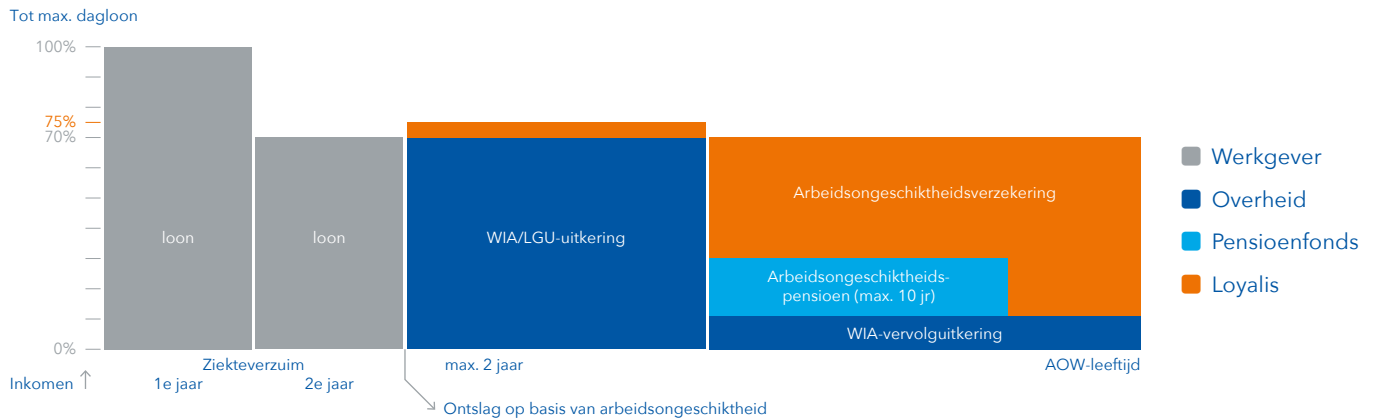 Tot max. dagloon
100%
75%
70%
0%
loon
loon
WIA/LGU-uitkering
Arbeidsongeschiktheidsverzekering
Arbeidsongeschiktheids-
pensioen (max. 10 jr)
WIA-vervolguitkering
Werkgever
Overheid
Pensioenfonds
Loyalis
Ziekteverzuim
max. 2 jaar
AOW-leeftijd
Inkomen
1e jaar
2e jaar
Ontslag op basis van arbeidsongeschiktheid